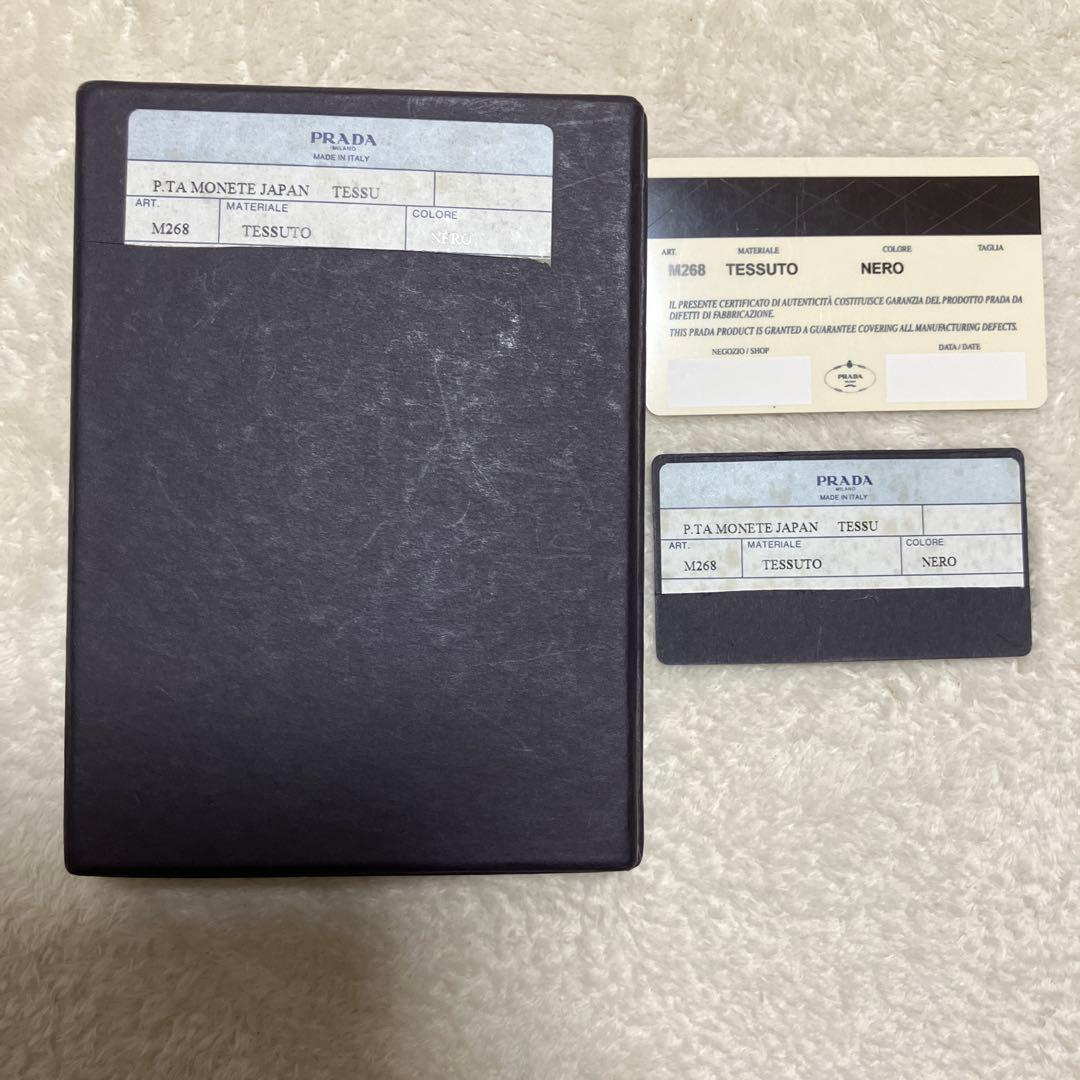 PRADA
MILANO
MADE IN ITALY
P.TA MONETE JAPAN TESSU
ART. MATERIALE COLORE
M268 TESSUTO NERO
ART. MATERIALE COLORE TAGLIA
M268 TESSUTO NERO
IL PRESENTE CERTIFICATO DI AUTENTICITÀ COSTITUISCE GARANZIA DEL PRODOTTO PRADA DA
DIFETTI DI FABBRICAZIONE.
THIS PRADA PRODUCT IS GRANTED A GUARANTEE COVERING ALL MANUFACTURING DEFECTS.
NEGOZIO / SHOP DATA / DATE
PRADA
MILANO
PRADA
MILANO
MADE IN ITALY
P.TA MONETE JAPAN TESSU
ART. MATERIALE COLORE
M268 TESSUTO NERO